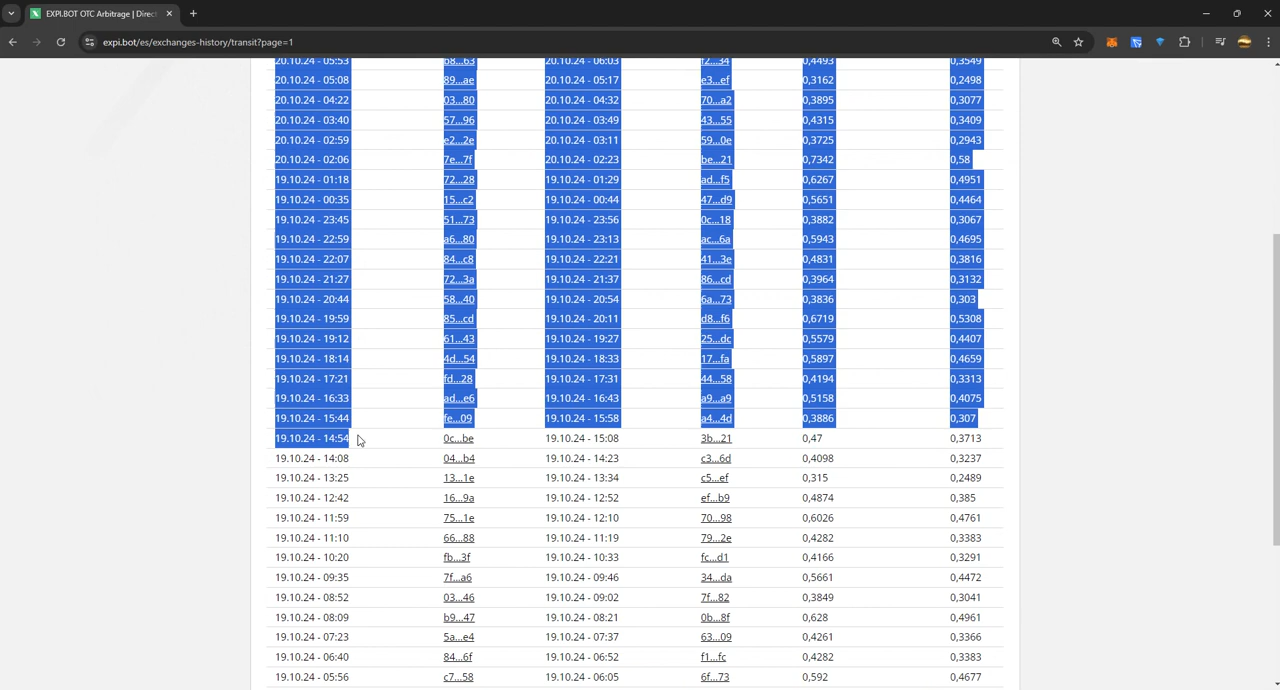 EXPI.BOT OTC Arbitrage | Direct
expi.bot/es/exchanges-history/transit?page=1
20.10.24 - 05:53 b8...63 20.10.24 - 06:03 f2...34 0,4493 0,3549
20.10.24 - 05:08 89...ae 20.10.24 - 05:17 e3...ef 0,3162 0,2498
20.10.24 - 04:22 03...80 20.10.24 - 04:32 70...a2 0,3895 0,3077
20.10.24 - 03:40 57...96 20.10.24 - 03:49 43...55 0,4315 0,3409
20.10.24 - 02:59 e2...2e 20.10.24 - 03:11 59...0e 0,3725 0,2943
20.10.24 - 02:06 7e...7f 20.10.24 - 02:23 be...21 0,7342 0,58
19.10.24 - 01:18 72...28 19.10.24 - 01:29 ad...f5 0,6267 0,4951
19.10.24 - 00:35 15...c2 19.10.24 - 00:44 47...d9 0,5651 0,4464
19.10.24 - 23:45 51...73 19.10.24 - 23:56 0c...18 0,3882 0,3067
19.10.24 - 22:59 a6...80 19.10.24 - 23:13 ac...6a 0,5943 0,4695
19.10.24 - 22:07 84...c8 19.10.24 - 22:21 41...3e 0,4831 0,3816
19.10.24 - 21:27 72...3a 19.10.24 - 21:37 86...cd 0,3964 0,3132
19.10.24 - 20:44 58...40 19.10.24 - 20:54 6a...73 0,3836 0,303
19.10.24 - 19:59 85...cd 19.10.24 - 20:11 d8...f6 0,6719 0,5308
19.10.24 - 19:12 61...43 19.10.24 - 19:27 25...dc 0,5579 0,4407
19.10.24 - 18:14 4d...54 19.10.24 - 18:33 17...fa 0,5897 0,4659
19.10.24 - 17:21 fd...28 19.10.24 - 17:31 44...58 0,4194 0,3313
19.10.24 - 16:33 ad...e6 19.10.24 - 16:43 a9...a9 0,5158 0,4075
19.10.24 - 15:44 fe...09 19.10.24 - 15:58 a4...4d 0,3886 0,307
19.10.24 - 14:54 0c...be 19.10.24 - 15:08 3b...21 0,47 0,3713
19.10.24 - 14:08 04...b4 19.10.24 - 14:23 c3...6d 0,4098 0,3237
19.10.24 - 13:25 13...1e 19.10.24 - 13:34 c5...ef 0,315 0,2489
19.10.24 - 12:42 16...9a 19.10.24 - 12:52 ef...b9 0,4874 0,385
19.10.24 - 11:59 75...1e 19.10.24 - 12:10 70...98 0,6026 0,4761
19.10.24 - 11:10 66...88 19.10.24 - 11:19 79...2e 0,4282 0,3383
19.10.24 - 10:20 fb...3f 19.10.24 - 10:33 fc...d1 0,4166 0,3291
19.10.24 - 09:35 7f...a6 19.10.24 - 09:46 34...da 0,5661 0,4472
19.10.24 - 08:52 03...46 19.10.24 - 09:02 7f...82 0,3849 0,3041
19.10.24 - 08:09 b9...47 19.10.24 - 08:21 0b...8f 0,628 0,4961
19.10.24 - 07:23 5a...e4 19.10.24 - 07:37 63...09 0,4261 0,3366
19.10.24 - 06:40 84...6f 19.10.24 - 06:52 f1...fc 0,4282 0,3383
19.10.24 - 05:56 c7...58 19.10.24 - 06:05 6f...73 0,592 0,4677